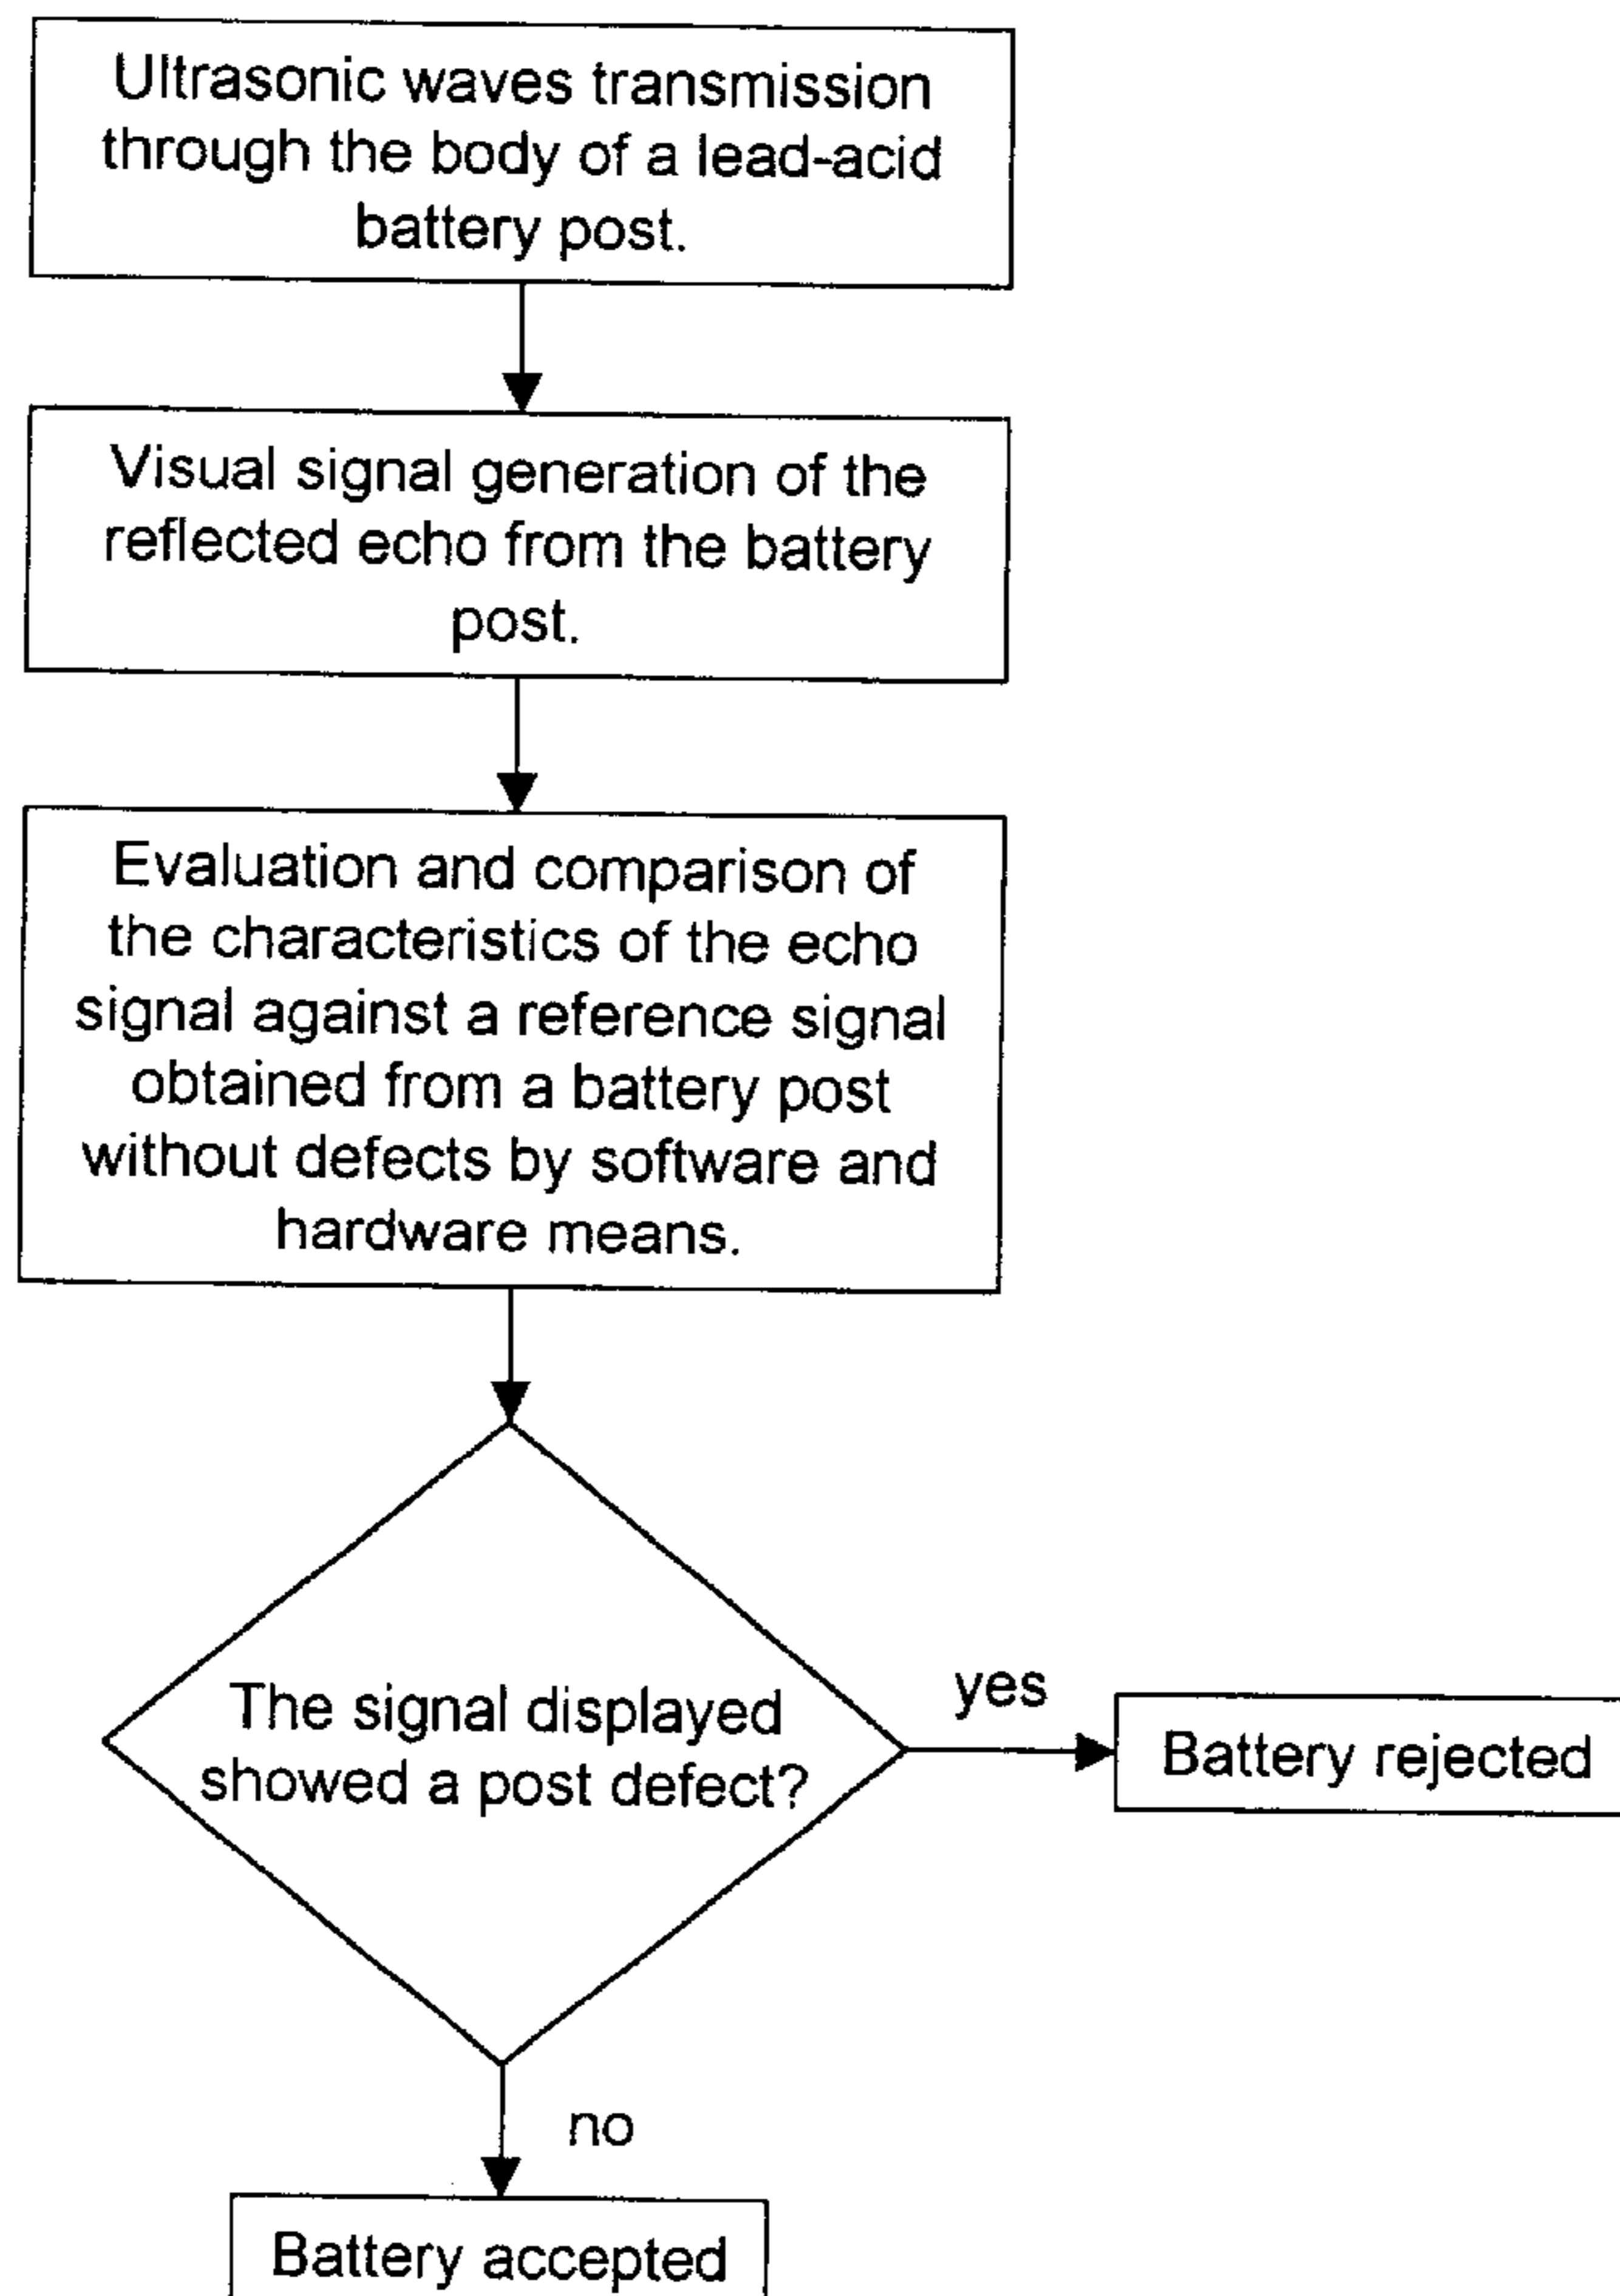 Ultrasonic waves transmission
through the body of a lead-acid
battery post.
Visual signal generation of the
reflected echo from the battery
post.
Evaluation and comparison of
the characteristics of the echo
signal against a reference signal
obtained from a battery post
without defects by software and
hardware means.
The signal displayed
showed a post defect?
yes
Battery rejected
no
Battery accepted